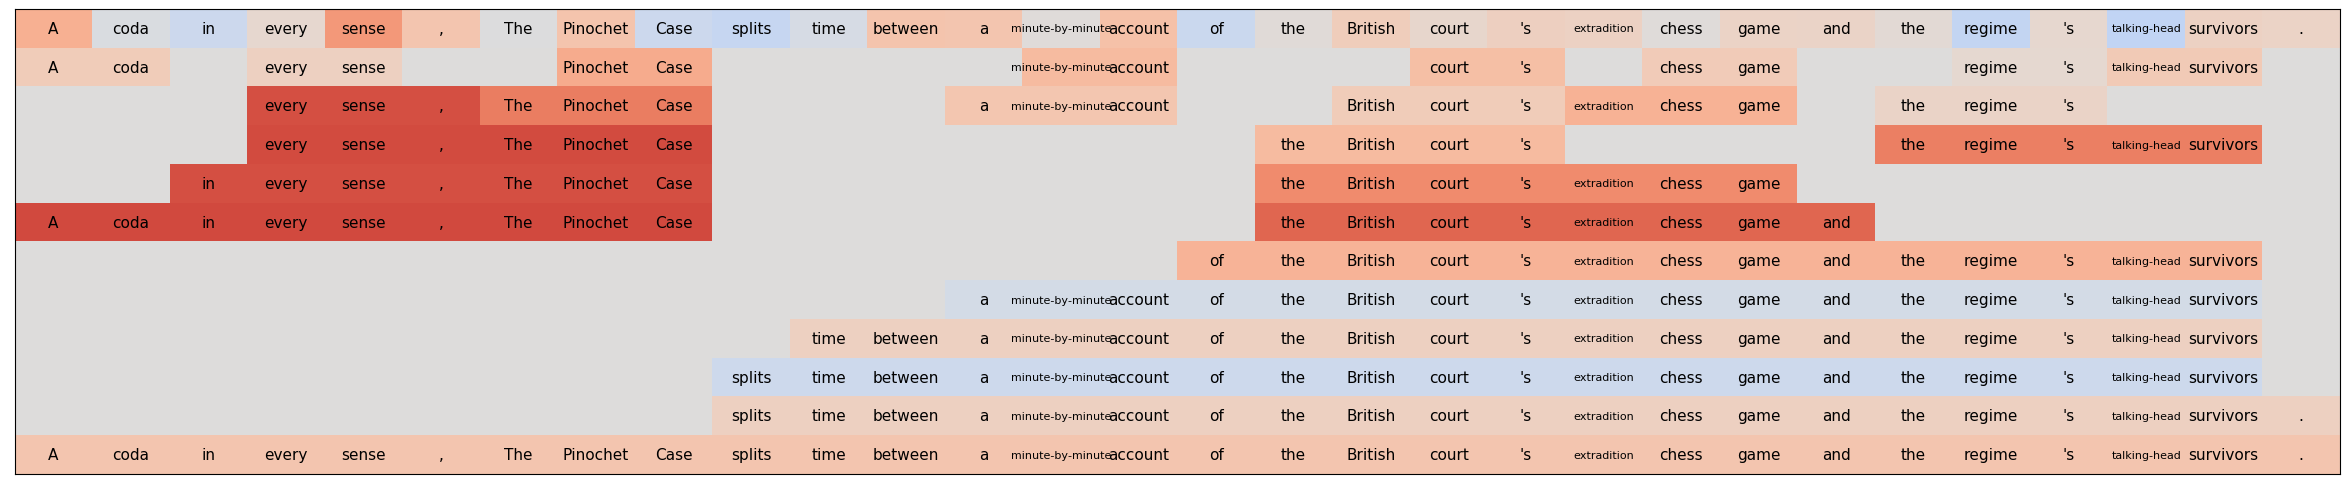 A coda in every sense , The Pinochet Case splits time between a minute-by-minute account of the British court 's extradition chess game and the regime 's talking-head survivors .
A coda every sense Pinochet Case minute-by-minute account court 's chess game regime 's talking-head survivors
every sense , The Pinochet Case a minute-by-minute account British court 's extradition chess game the regime 's
every sense , The Pinochet Case the British court 's the regime 's talking-head survivors
in every sense , The Pinochet Case the British court 's extradition chess game
A coda in every sense , The Pinochet Case the British court 's extradition chess game and
of the British court 's extradition chess game and the regime 's talking-head survivors
a minute-by-minute account of the British court 's extradition chess game and the regime 's talking-head survivors
time between a minute-by-minute account of the British court 's extradition chess game and the regime 's talking-head survivors
splits time between a minute-by-minute account of the British court 's extradition chess game and the regime 's talking-head survivors
splits time between a minute-by-minute account of the British court 's extradition chess game and the regime 's talking-head survivors .
A coda in every sense , The Pinochet Case splits time between a minute-by-minute account of the British court 's extradition chess game and the regime 's talking-head survivors .